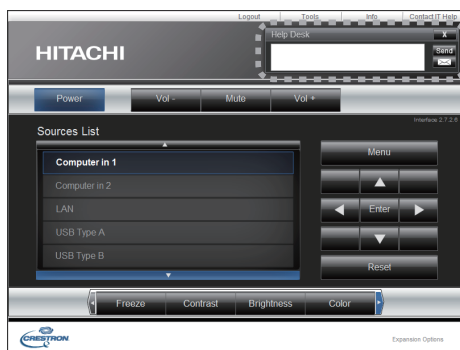 Logout Tools Info Contact IT Help
Help Desk X
HITACHI
Send
Power Vol - Mute Vol +
Interface 2.7.2.6
Sources List
Computer in 1
Computer in 2
LAN
USB Type A
USB Type B
Menu
Enter
Reset
Freeze Contrast Brightness Color
CRESTRON
Expansion Options